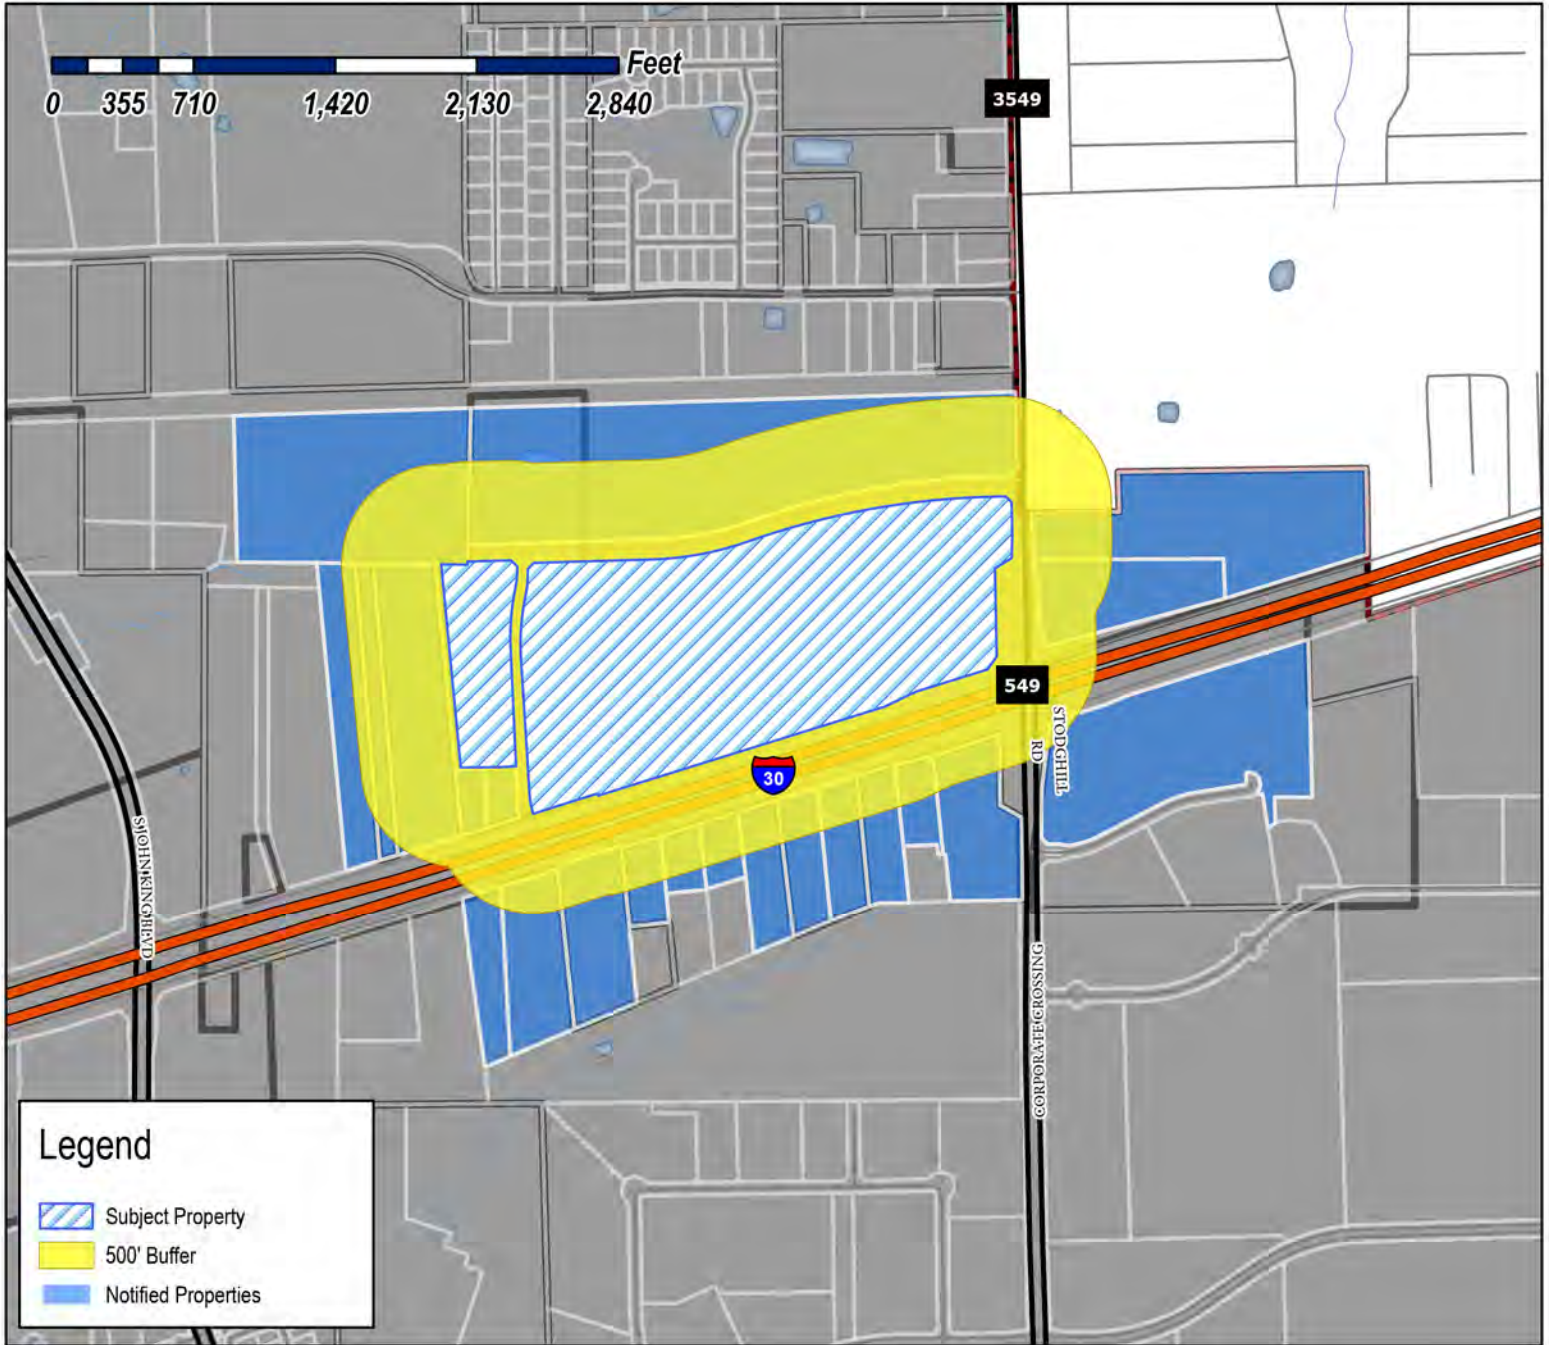 Feet
0 355 710 1,420 2,130 2,840
3549
549
STODGHILL
RD
30
S JOHN KING BLVD
CORPORATE CROSSING
Legend
Subject Property
500' Buffer
Notified Properties